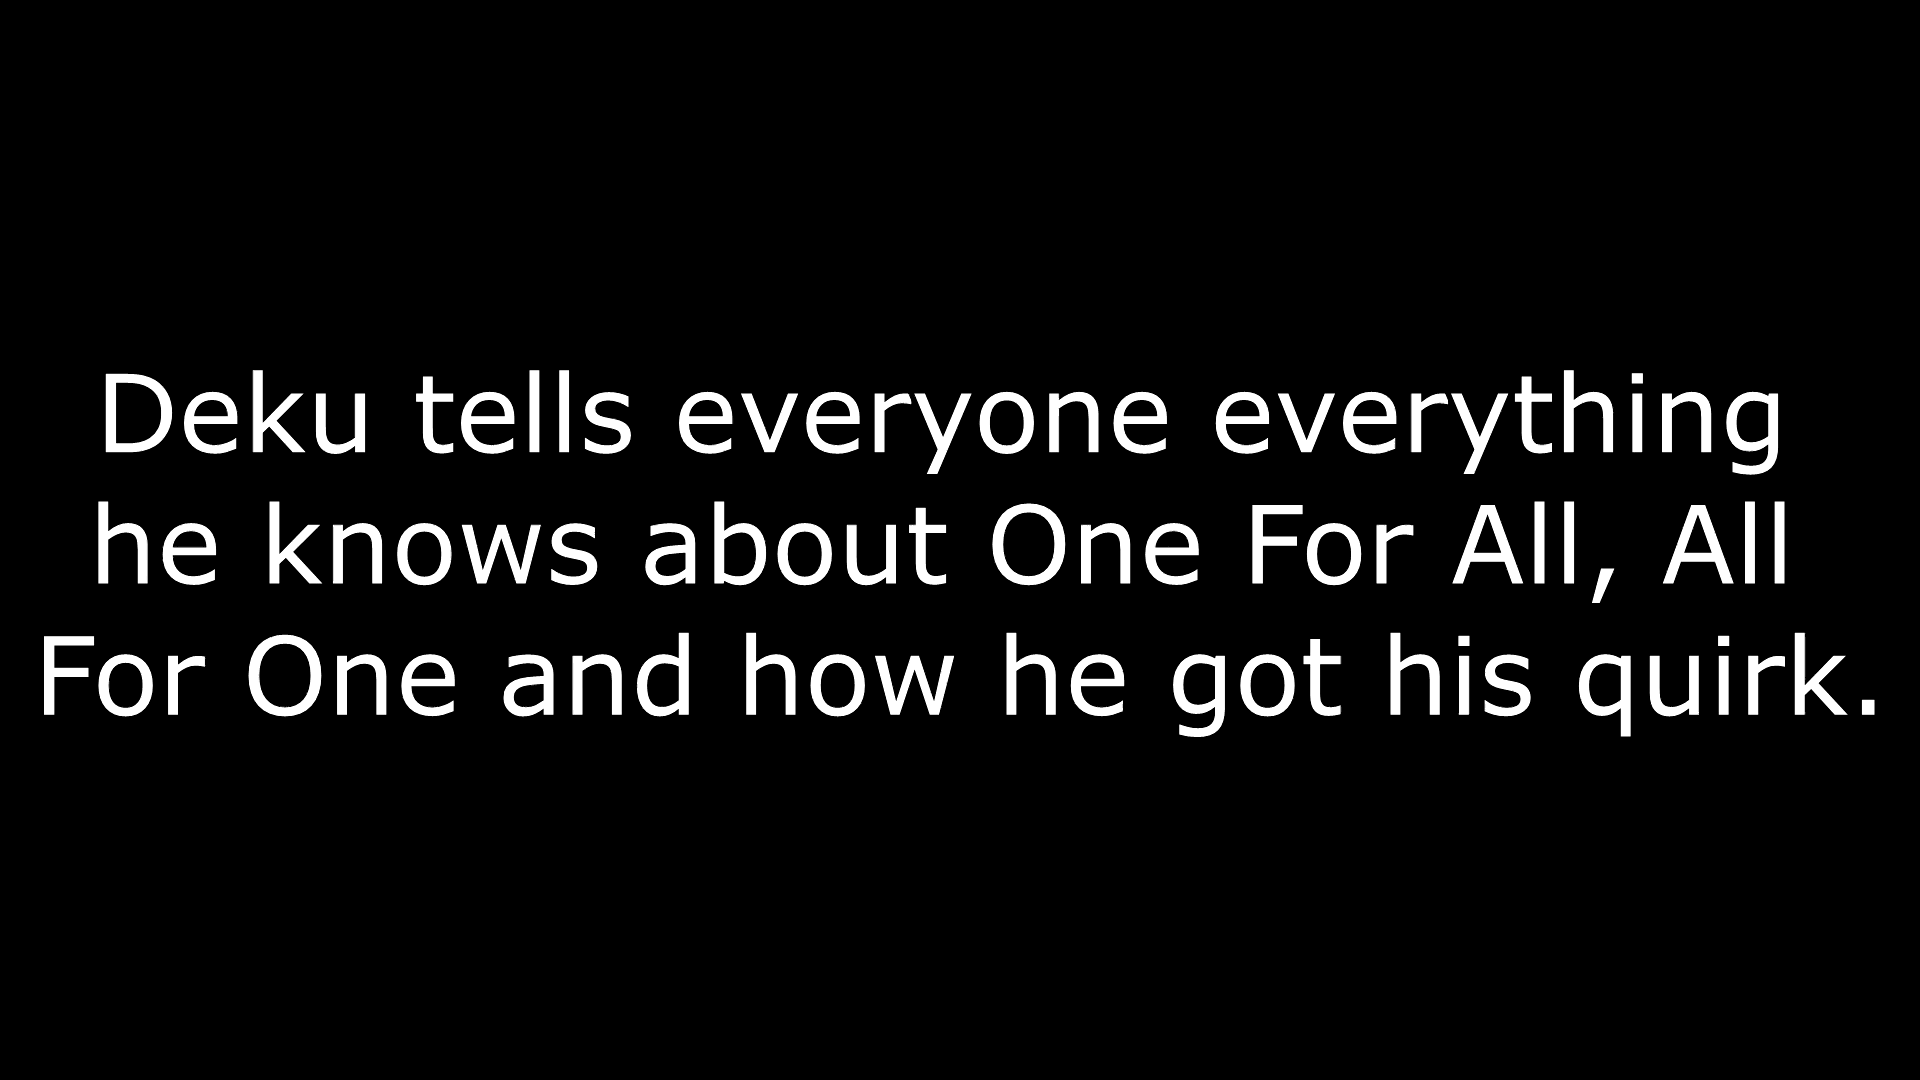 Deku tells everyone everything
he knows about One For All, All
For One and how he got his quirk.